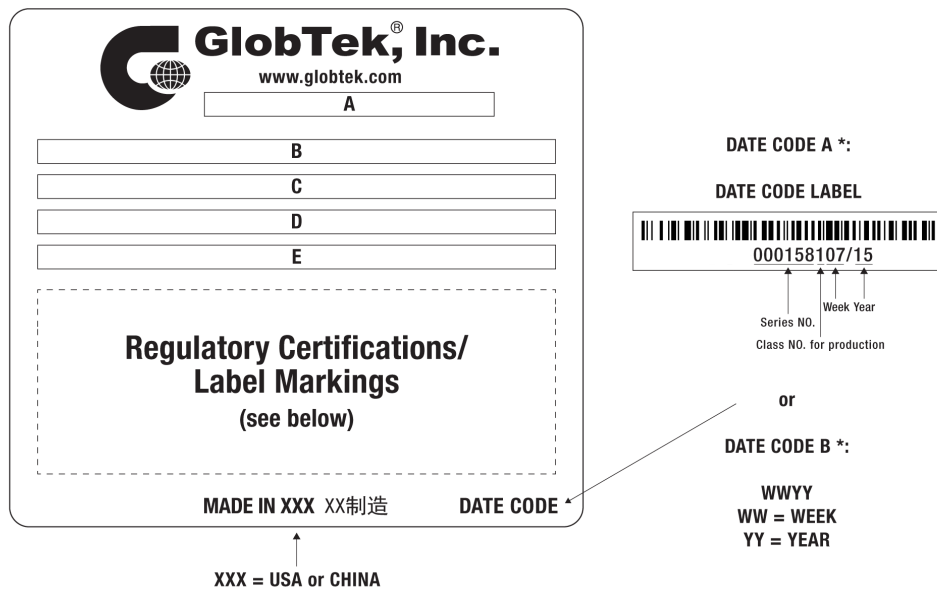 GlobTek,® Inc.
www.globtek.com
A
B
C
D
E
Regulatory Certifications/
Label Markings
(see below)
MADE IN XXX XX制造 DATE CODE
XXX = USA or CHINA
DATE CODE A *:
DATE CODE LABEL
000158107/15
Week Year
Series NO.
Class NO. for production
or
DATE CODE B *:
WWYY
WW = WEEK
YY = YEAR